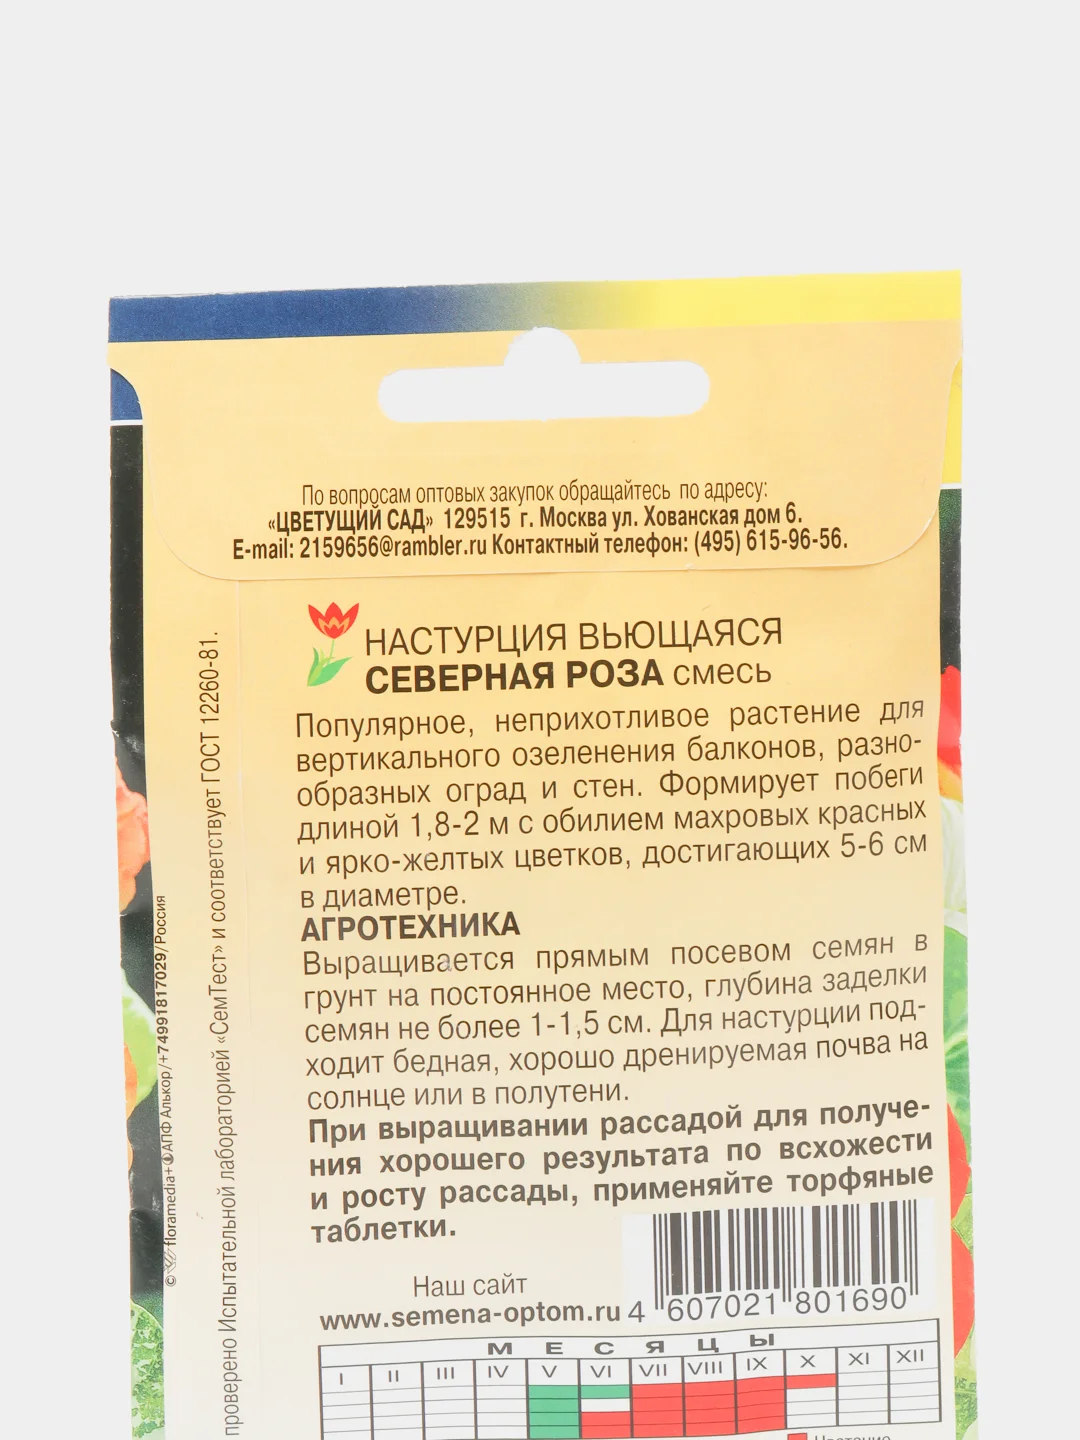 По вопросам оптовых закупок обращайтесь по адресу:
«ЦВЕТУЩИЙ САД» 129515 г. Москва ул. Хованская дом 6.
E-mail: 2159656@rambler.ru Контактный телефон: (495) 615-96-56.
НАСТУРЦИЯ ВЬЮЩАЯСЯ
СЕВЕРНАЯ РОЗА смесь
Популярное, неприхотливое растение для
вертикального озеленения балконов, разно-
образных оград и стен. Формирует побеги
длиной 1,8-2 м с обилием махровых красных
и ярко-желтых цветков, достигающих 5-6 см
в диаметре.
АГРОТЕХНИКА
Выращивается прямым посевом семян в
грунт на постоянное место, глубина заделки
семян не более 1-1,5 см. Для настурции под-
ходит бедная, хорошо дренируемая почва на
солнце или в полутени.
При выращивании рассадой для получе-
ния хорошего результата по всхожести
и росту рассады, применяйте торфяные
таблетки.
Наш сайт
www.semena-optom.ru
4 607021 801690
МЕСЯЦЫ
I II III IV V VI VII VIII IX X XI XII
проверено Испытательной лабораторией «СемТест» и соответствует ГОСТ 12260-81.
© floramedia+ АПФ Алькор/+74991817029/Россия